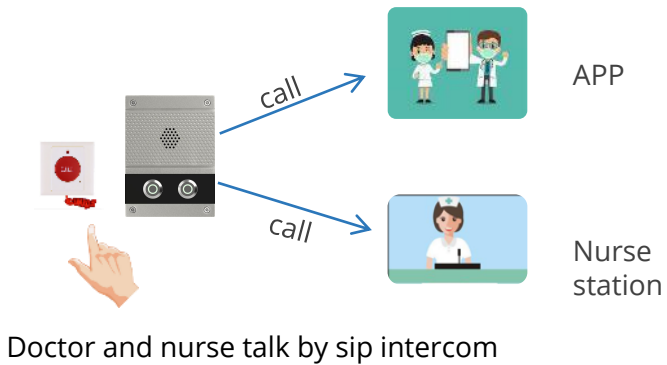 call
APP
call
Nurse
station
Doctor and nurse talk by sip intercom